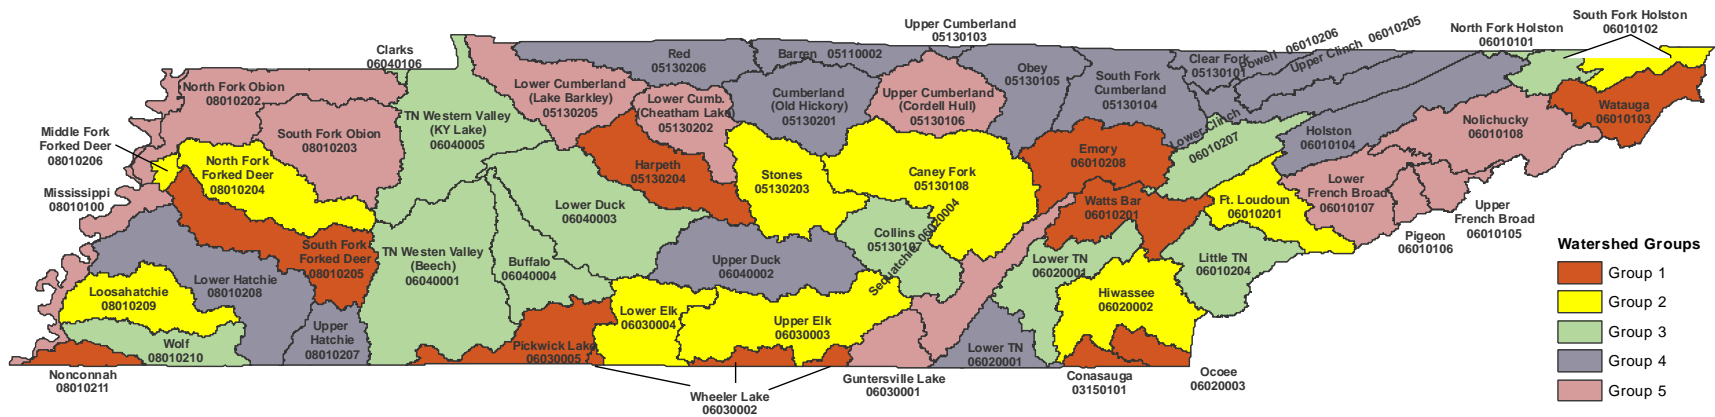 Upper Cumberland
05130103
North Fork Holston
06010101
South Fork Holston
06010102
Clarks
06040106
Red
05130206
Barren 05110002
Obey
05130105
Clear Fork
05130101
Powell 06010206
Upper Clinch 06010205
North Fork Obion
08010202
Lower Cumberland
(Lake Barkley)
05130205
Lower Cumb.
(Cheatham Lake)
05130202
Cumberland
(Old Hickory)
05130201
Upper Cumberland
(Cordell Hull)
05130106
South Fork
Cumberland
05130104
Watauga
06010103
Middle Fork
Forked Deer
08010206
South Fork Obion
08010203
TN Western Valley
(KY Lake)
06040005
Lower Clinch
06010207
Holston
06010104
Nolichucky
06010108
North Fork
Forked Deer
08010204
Harpeth
05130204
Stones
05130203
Caney Fork
05130108
Emory
06010208
Mississippi
08010100
Lower Duck
06040003
Watts Bar
06010201
Ft. Loudoun
06010201
Lower
French Broad
06010107
Upper
French Broad
06010105
Pigeon
06010106
South Fork
Forked Deer
08010205
TN Westen Valley
(Beech)
06040001
Buffalo
06040004
Upper Duck
06040002
Collins
05130107
Sequatchie 06020004
Lower TN
06020001
Little TN
06010204
Loosahatchie
08010209
Lower Hatchie
08010208
Lower Elk
06030004
Upper Elk
06030003
Hiwassee
06020002
Wolf
08010210
Upper
Hatchie
08010207
Pickwick Lake
06030005
Lower TN
06020001
Nonconnah
08010211
Wheeler Lake
06030002
Guntersville Lake
06030001
Conasauga
03150101
Ocoee
06020003
Watershed Groups
Group 1
Group 2
Group 3
Group 4
Group 5